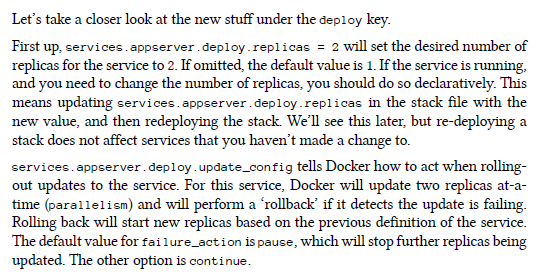 Let's take a closer look at the new stuff under the deploy key.
First up, services.appserver.deploy.replicas = 2 will set the desired number of
replicas for the service to 2. If omitted, the default value is 1. If the service is running,
and you need to change the number of replicas, you should do so declaratively. This
means updating services.appserver.deploy.replicas in the stack file with the
new value, and then redeploying the stack. We'll see this later, but re-deploying a
stack does not affect services that you haven't made a change to.
services.appserver.deploy.update_config tells Docker how to act when rolling-
out updates to the service. For this service, Docker will update two replicas at-a-
time (parallelism) and will perform a 'rollback' if it detects the update is failing.
Rolling back will start new replicas based on the previous definition of the service.
The default value for failure_action is pause, which will stop further replicas being
updated. The other option is continue.